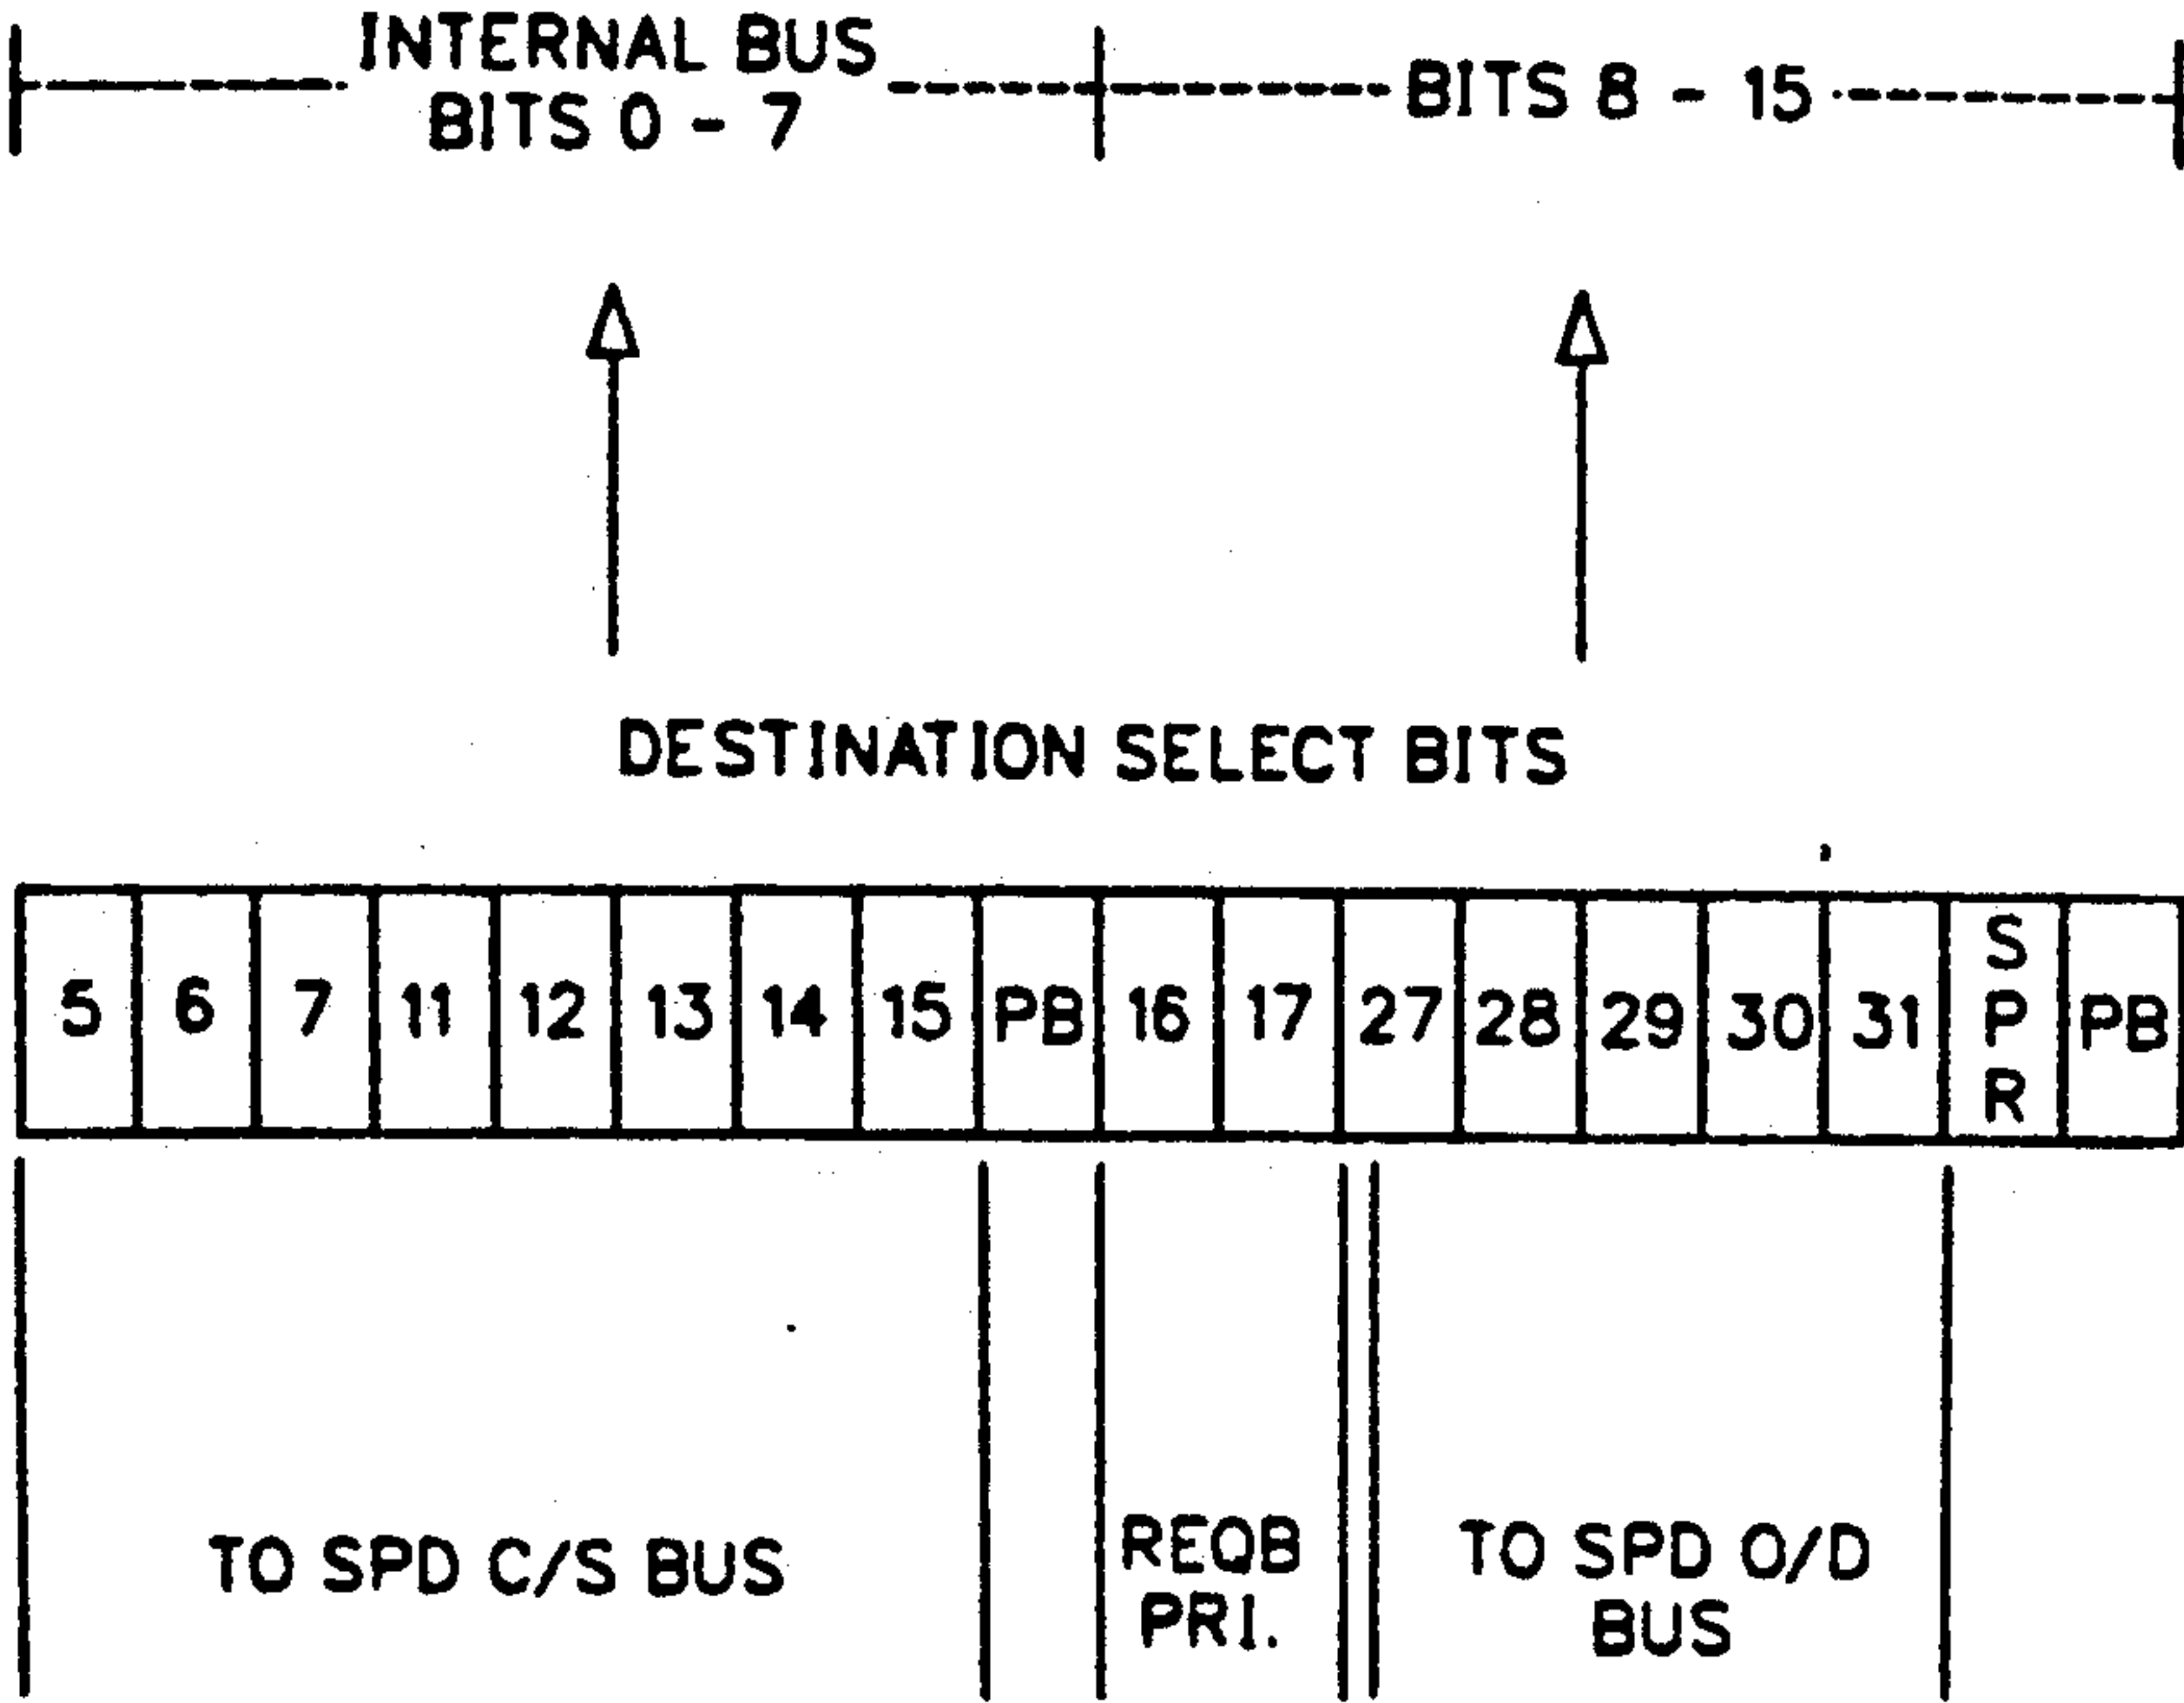 INTERNAL BUS
BITS 0 - 7
BITS 8 - 15
DESTINATION SELECT BITS
5 6 7 11 12 13 14 15 PB 16 17 27 28 29 30 31 SPR PB
TO SPD C/S BUS
REQB
PRI.
TO SPD O/D
BUS